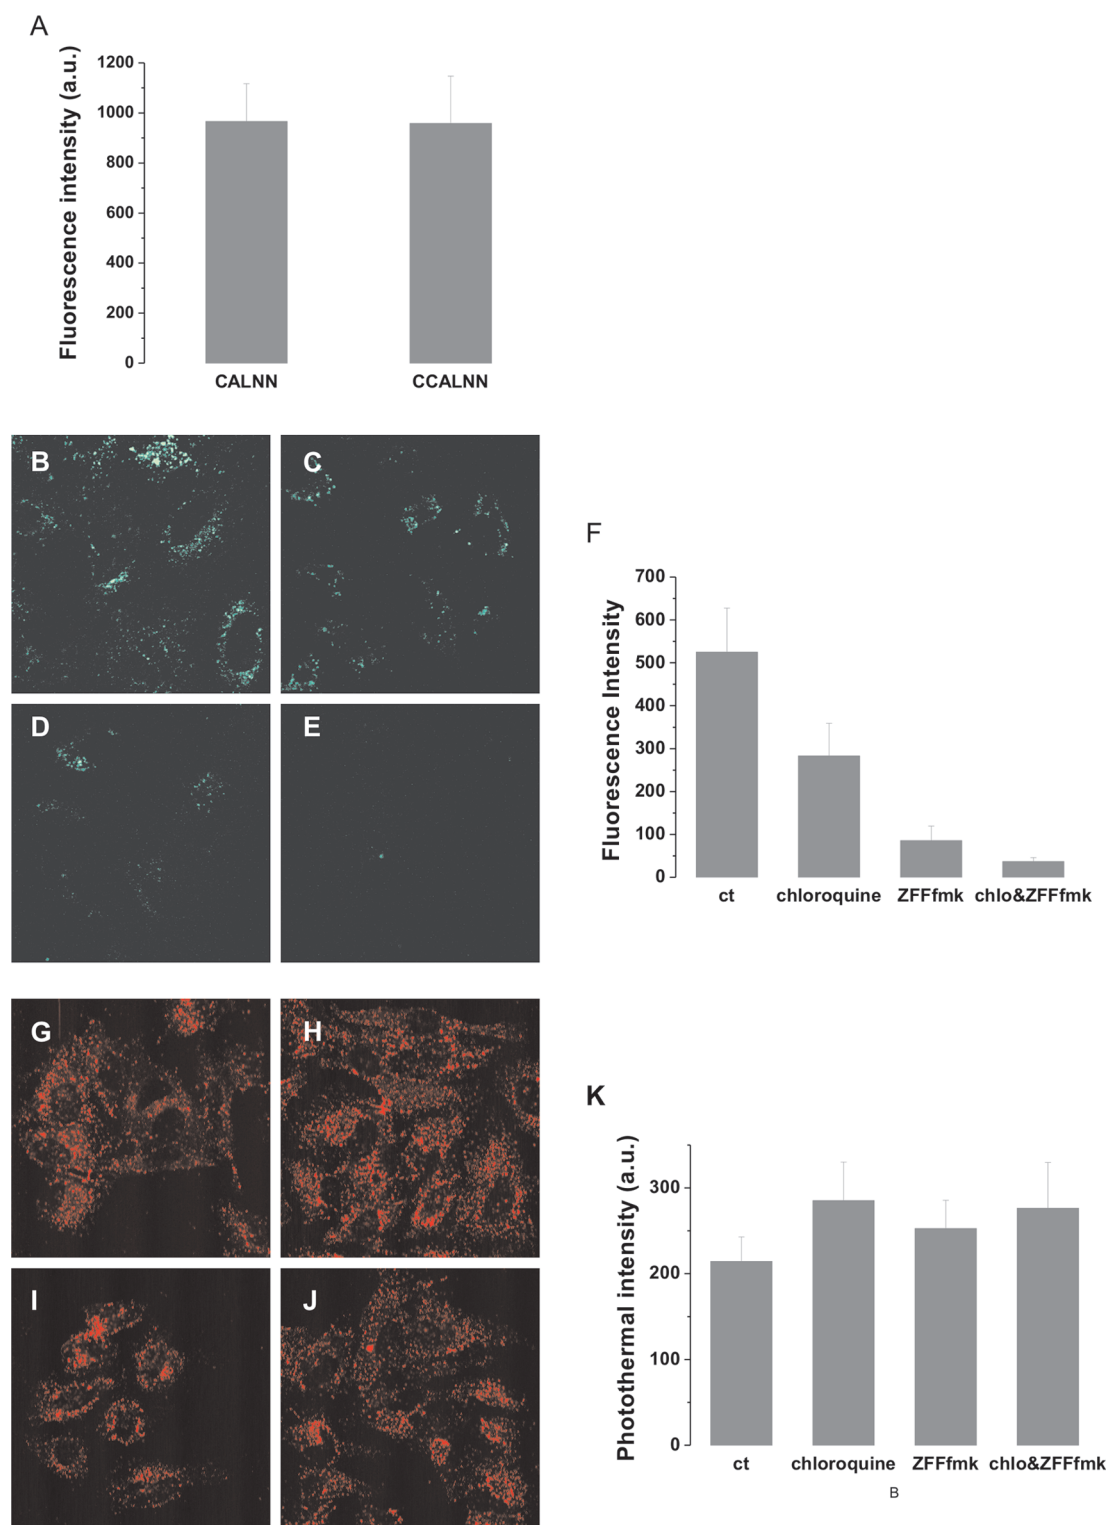 A
Fluorescence intensity (a.u.)
1200
1000
800
600
400
200
0
CALNN CCALNN
B
C
D
E
F
Fluorescence Intensity
700
600
500
400
300
200
100
0
ct chloroquine ZFFfmk chlo&ZFFfmk
G
H
I
J
K
Photothermal intensity (a.u.)
300
200
100
0
ct chloroquine ZFFfmk chlo&ZFFfmk
B